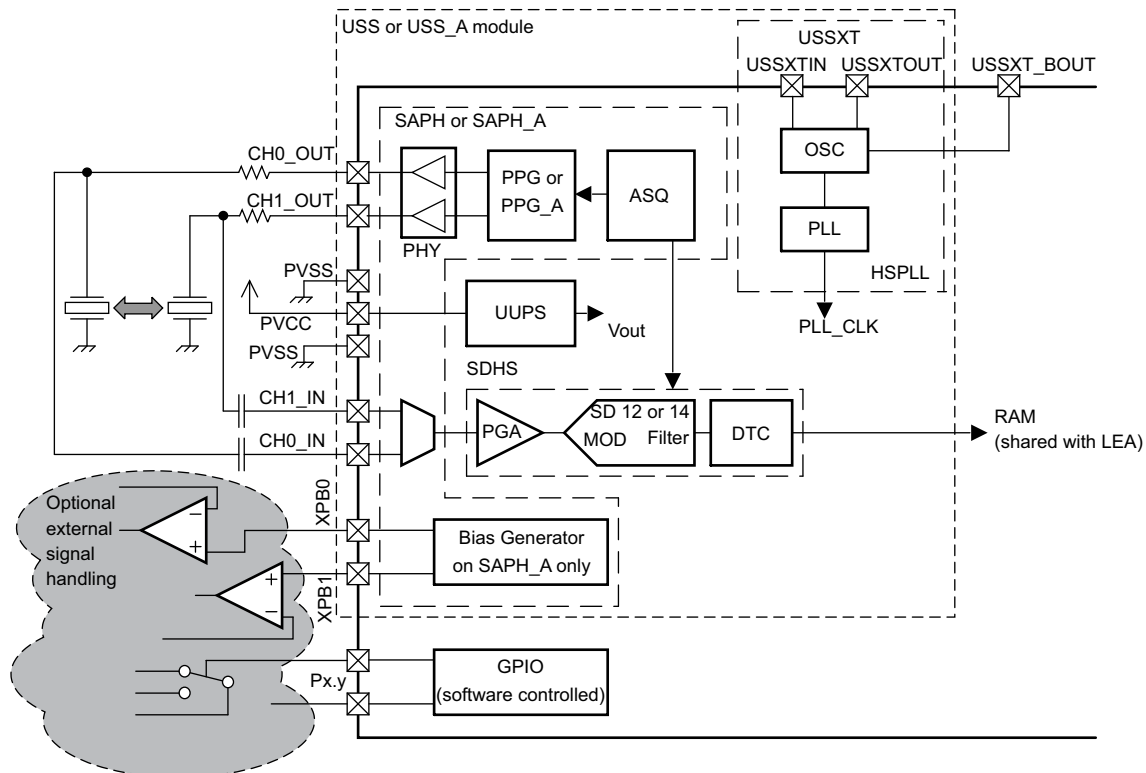 USS or USS_A module
USSXT
USSXTIN
USSXTOUT
USSXT_BOUT
SAPH or SAPH_A
OSC
PLL
HSPLL
PLL_CLK
CH0_OUT
CH1_OUT
PPG or
PPG_A
ASQ
PHY
PVSS
PVCC
PVSS
UUPS
Vout
SDHS
CH1_IN
CH0_IN
PGA
SD 12 or 14
MOD Filter
DTC
RAM
(shared with LEA)
Optional
external
signal
handling
−
+
+
−
XPB0
XPB1
Bias Generator
on SAPH_A only
Px.y
GPIO
(software controlled)